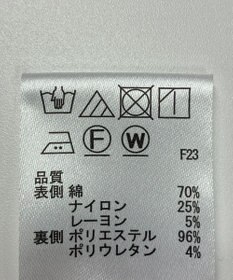 F W
F23
品質
表側 綿 70%
ナイロン 25%
レーヨン 5%
裏側 ポリエステル 96%
ポリウレタン 4%